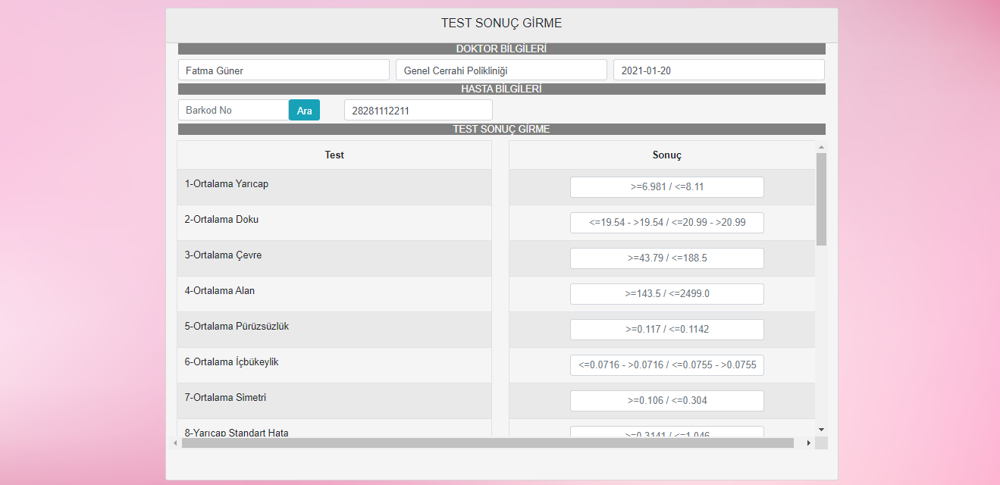 TEST SONUÇ GİRME
DOKTOR BİLGİLERİ
Fatma Güner Genel Cerrahi Polikliniği 2021-01-20
HASTA BİLGİLERİ
Barkod No Ara 28281112211
TEST SONUÇ GİRME
Test Sonuç
1-Ortalama Yarıcap >=6.981 / <=8.11
2-Ortalama Doku <=19.54 - >19.54 / <=20.99 - >20.99
3-Ortalama Çevre >=43.79 / <=188.5
4-Ortalama Alan >=143.5 / <=2499.0
5-Ortalama Pürüzsüzlük >=0.117 / <=0.1142
6-Ortalama İçbükeylik <=0.0716 - >0.0716 / <=0.0755 - >0.0755
7-Ortalama Simetri >=0.106 / <=0.304
8-Yarıcap Standart Hata >=0.3141 / <=1.046